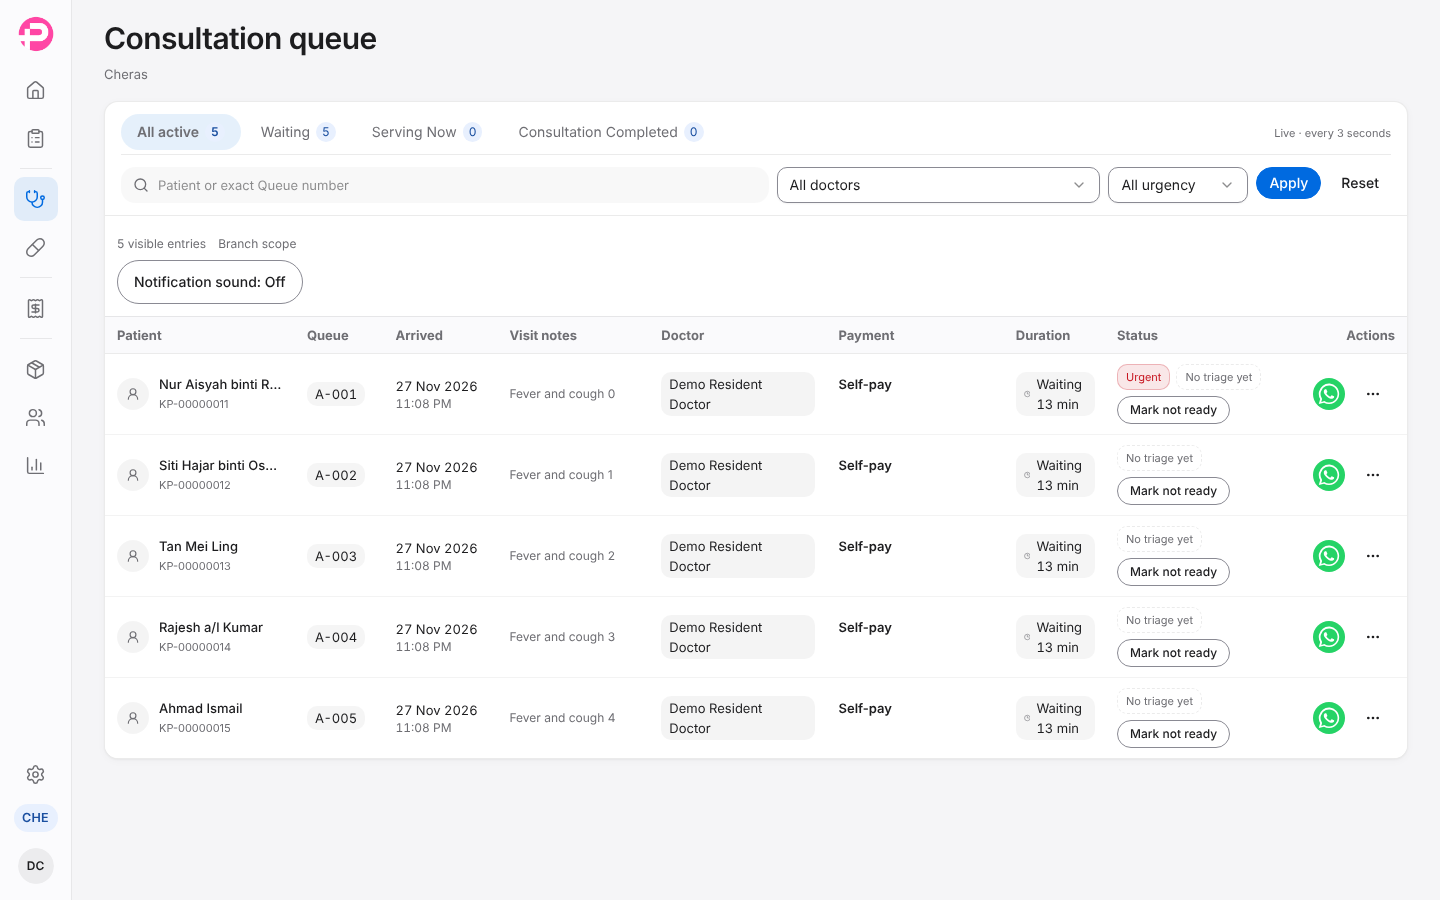 Consultation queue
Cheras
All active 5
Waiting 5
Serving Now 0
Consultation Completed 0
Live · every 3 seconds
Patient or exact Queue number
All doctors
All urgency
Apply
Reset
5 visible entries Branch scope
Notification sound: Off
Patient Queue Arrived Visit notes Doctor Payment Duration Status Actions
Nur Aisyah binti R...
KP-00000011
A-001
27 Nov 2026
11:08 PM
Fever and cough 0
Demo Resident
Doctor
Self-pay
Waiting
13 min
Urgent
No triage yet
Mark not ready
Siti Hajar binti Os...
KP-00000012
A-002
27 Nov 2026
11:08 PM
Fever and cough 1
Demo Resident
Doctor
Self-pay
Waiting
13 min
No triage yet
Mark not ready
Tan Mei Ling
KP-00000013
A-003
27 Nov 2026
11:08 PM
Fever and cough 2
Demo Resident
Doctor
Self-pay
Waiting
13 min
No triage yet
Mark not ready
Rajesh a/l Kumar
KP-00000014
A-004
27 Nov 2026
11:08 PM
Fever and cough 3
Demo Resident
Doctor
Self-pay
Waiting
13 min
No triage yet
Mark not ready
Ahmad Ismail
KP-00000015
A-005
27 Nov 2026
11:08 PM
Fever and cough 4
Demo Resident
Doctor
Self-pay
Waiting
13 min
No triage yet
Mark not ready
CHE
DC